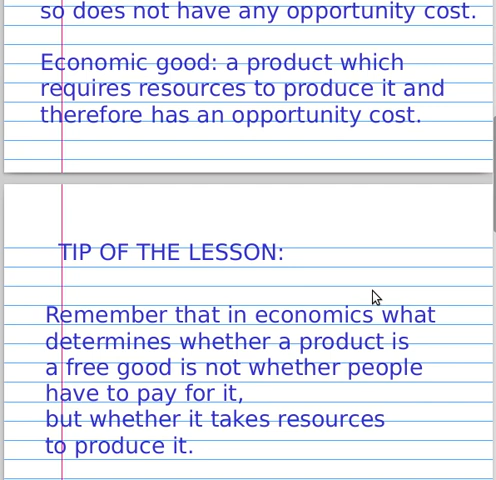 so does not have any opportunity cost.
Economic good: a product which
requires resources to produce it and
therefore has an opportunity cost.
TIP OF THE LESSON:
Remember that in economics what
determines whether a product is
a free good is not whether people
have to pay for it,
but whether it takes resources
to produce it.